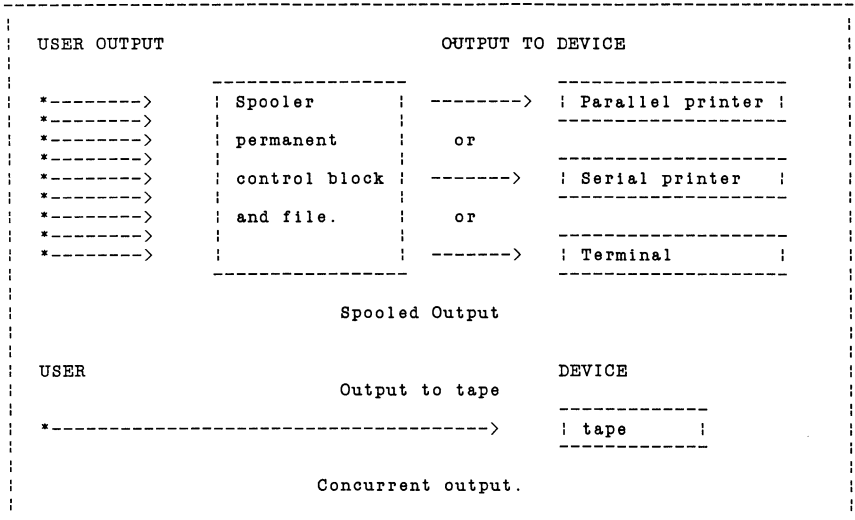 USER OUTPUT OUTPUT TO DEVICE
*--------> | Spooler | --------> | Parallel printer |
*-------->
*--------> | permanent | or
*-------->
*--------> | control block | -------> | Serial printer |
*-------->
*--------> | and file. | or
*-------->
*--------> | | -------> | Terminal |
Spooled Output
USER DEVICE
Output to tape
*--------------------------------------> | tape |
Concurrent output.